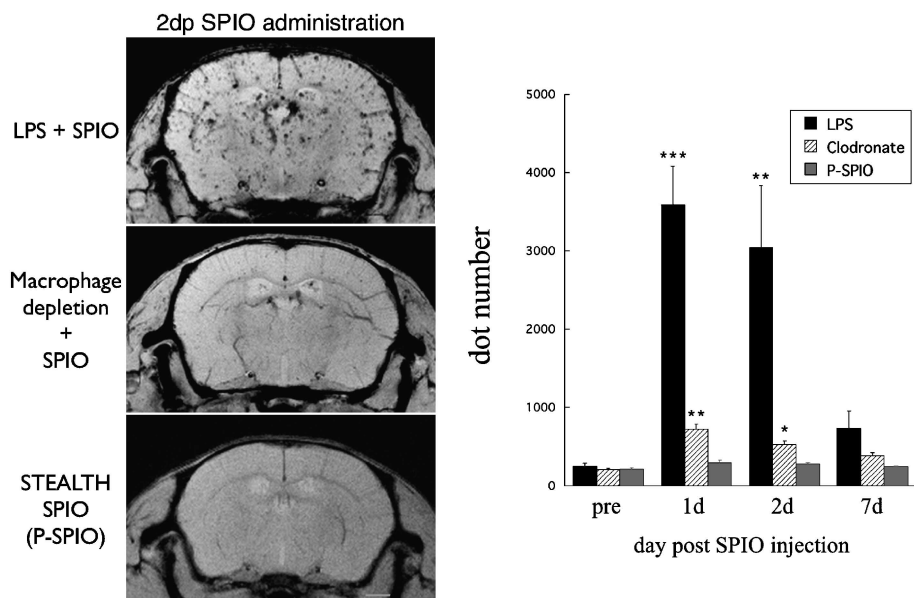 2dp SPIO administration
LPS + SPIO
Macrophage
depletion
+
SPIO
STEALTH
SPIO
(P-SPIO)
5000
4000
3000
2000
1000
0
dot number
LPS
Clodronate
P-SPIO
***
**
**
*
pre
1d
2d
7d
day post SPIO injection